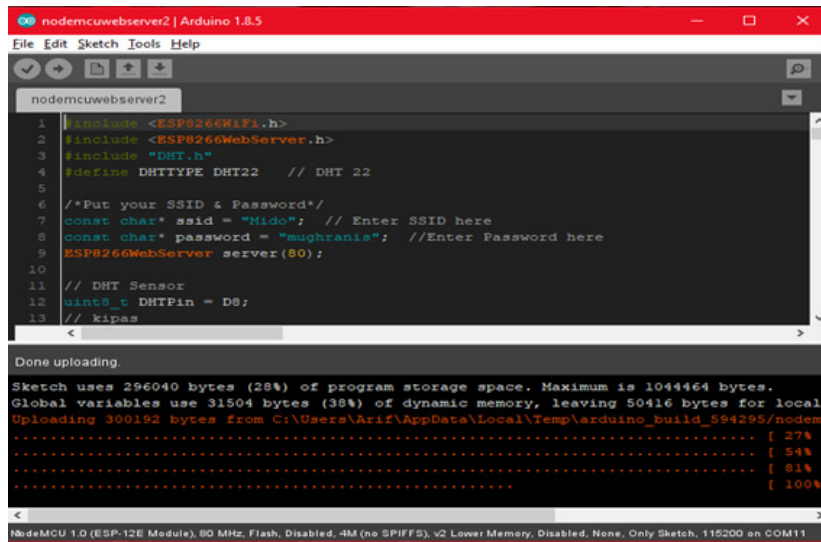 nodemcuwebserver2 | Arduino 1.8.5
File Edit Sketch Tools Help
nodemcuwebserver2
1 #include <ESP8266WiFi.h>
2 #include <ESP8266WebServer.h>
3 #include "DHT.h"
4 #define DHTTYPE DHT22 // DHT 22
5
6 /*Put your SSID & Password*/
7 const char* ssid = "Mido"; // Enter SSID here
8 const char* password = "mughranis"; //Enter Password here
9 ESP8266WebServer server(80);
10
11 // DHT Sensor
12 uint8_t DHTPin = D8;
13 // kipas
Done uploading.
Sketch uses 296040 bytes (28%) of program storage space. Maximum is 1044464 bytes.
Global variables use 31504 bytes (38%) of dynamic memory, leaving 50416 bytes for local
Uploading 300192 bytes from C:\Users\Arif\AppData\Local\Temp\arduino_build_594295/nodem
................................................................................ [ 27%
................................................................................ [ 54%
................................................................................ [ 81%
...................................................... [ 100%
NodeMCU 1.0 (ESP-12E Module), 80 MHz, Flash, Disabled, 4M (no SPIFFS), v2 Lower Memory, Disabled, None, Only Sketch, 115200 on COM11